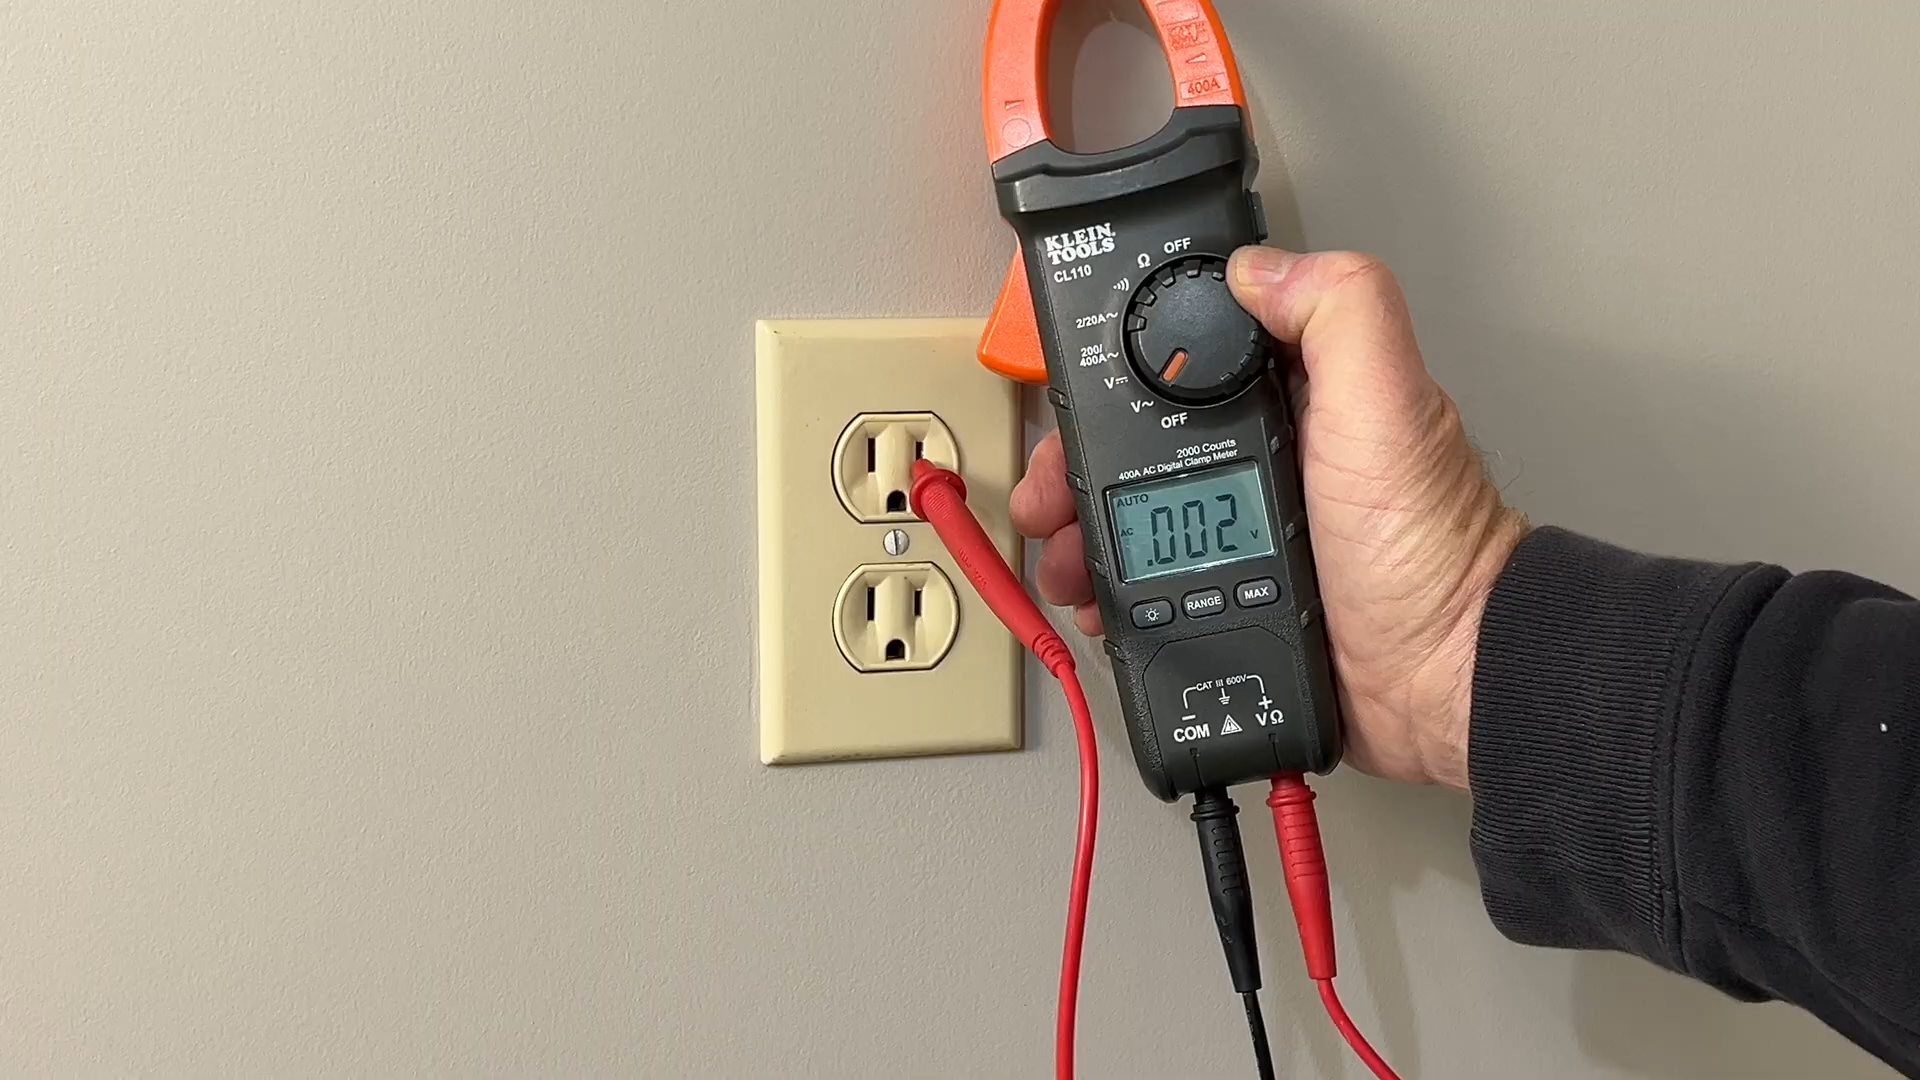 400A
KLEIN
TOOLS
CL110
OFF
Ω
2/20A~
200/
400A~
V
V~
OFF
2000 Counts
400A AC Digital Clamp Meter
AUTO
AC .002 V
RANGE MAX
CAT III 600V
− +
COM VΩ